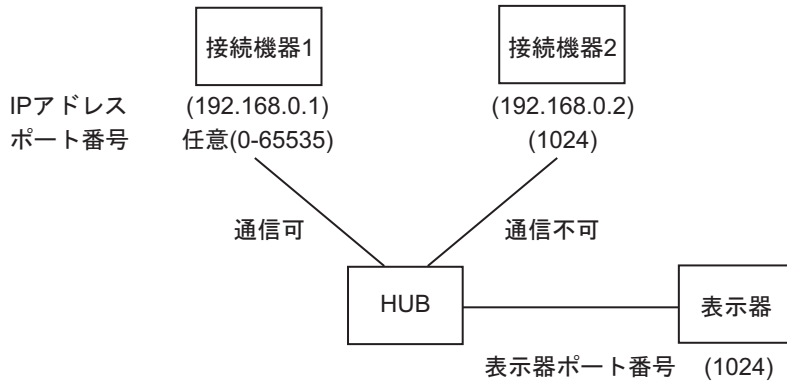 接続機器1 接続機器2
IPアドレス (192.168.0.1) (192.168.0.2)
ポート番号 任意(0-65535) (1024)
通信可 通信不可
HUB 表示器
表示器ポート番号 (1024)